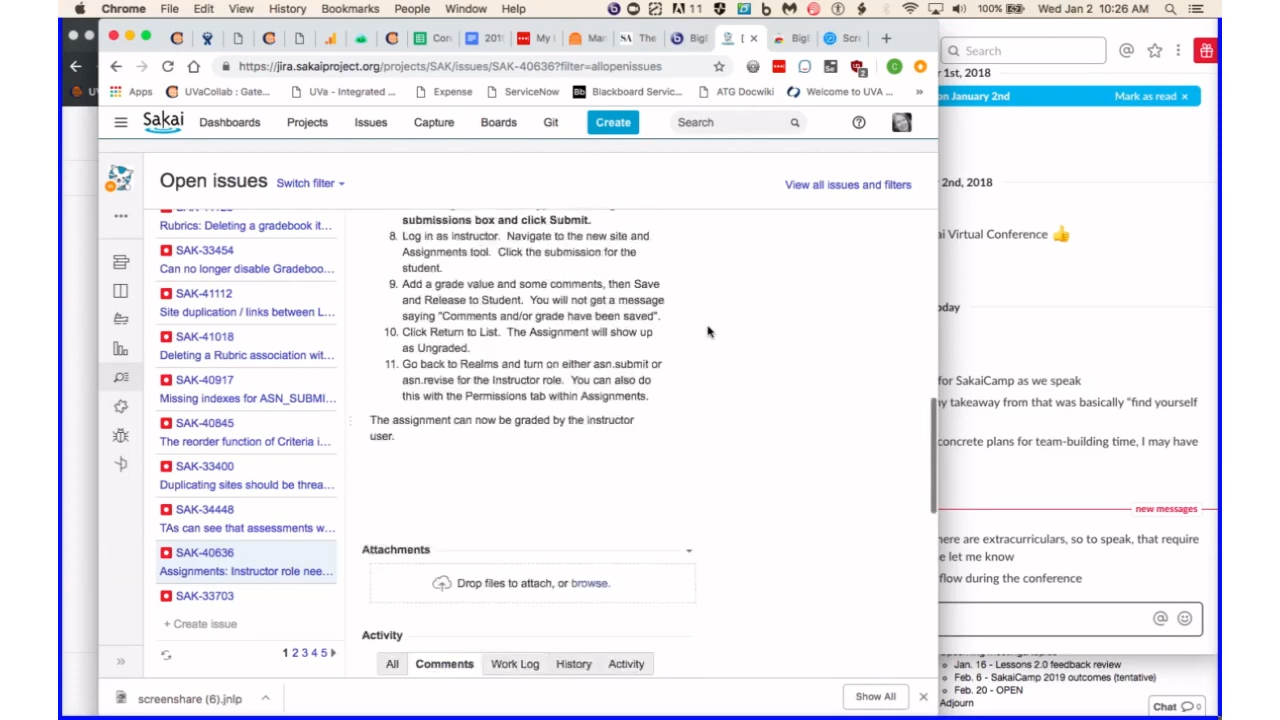 Chrome File Edit View History Bookmarks People Window Help 11 100% Wed Jan 2 10:26 AM
Con 2019 My Mar SA The Big [ Big Scr
https://jira.sakaiproject.org/projects/SAK/issues/SAK-40636?filter=allopenissues
Apps UVaCollab : Gate... UVa - Integrated ... Expense ServiceNow Bb Blackboard Servic... ATG Docwiki Welcome to UVA ... »
Sakai Dashboards Projects Issues Capture Boards Git Create Search
Open issues Switch filter View all issues and filters
Rubrics: Deleting a gradebook it...
SAK-33454
Can no longer disable Gradeboo...
SAK-41112
Site duplication / links between L...
SAK-41018
Deleting a Rubric association wit...
SAK-40917
Missing indexes for ASN_SUBMI...
SAK-40845
The reorder function of Criteria i...
SAK-33400
Duplicating sites should be threa...
SAK-34448
TAs can see that assessments w...
SAK-40636
Assignments: Instructor role nee...
SAK-33703
+ Create issue
1 2 3 4 5
submissions box and click Submit.
8. Log in as instructor. Navigate to the new site and
Assignments tool. Click the submission for the
student.
9. Add a grade value and some comments, then Save
and Release to Student. You will not get a message
saying "Comments and/or grade have been saved".
10. Click Return to List. The Assignment will show up
as Ungraded.
11. Go back to Realms and turn on either asn.submit or
asn.revise for the Instructor role. You can also do
this with the Permissions tab within Assignments.
The assignment can now be graded by the instructor
user.
Attachments
Drop files to attach, or browse.
Activity
All Comments Work Log History Activity
screenshare (6).jnlp
Show All
Search
r 1st, 2018
on January 2nd Mark as read ×
2nd, 2018
ai Virtual Conference 👍
oday
for SakaiCamp as we speak
ny takeaway from that was basically "find yourself
concrete plans for team-building time, I may have
new messages
here are extracurriculars, so to speak, that require
e let me know
flow during the conference
Jan. 16 - Lessons 2.0 feedback review
Feb. 6 - SakaiCamp 2019 outcomes (tentative)
Feb. 20 - OPEN
Adjourn
Chat 0